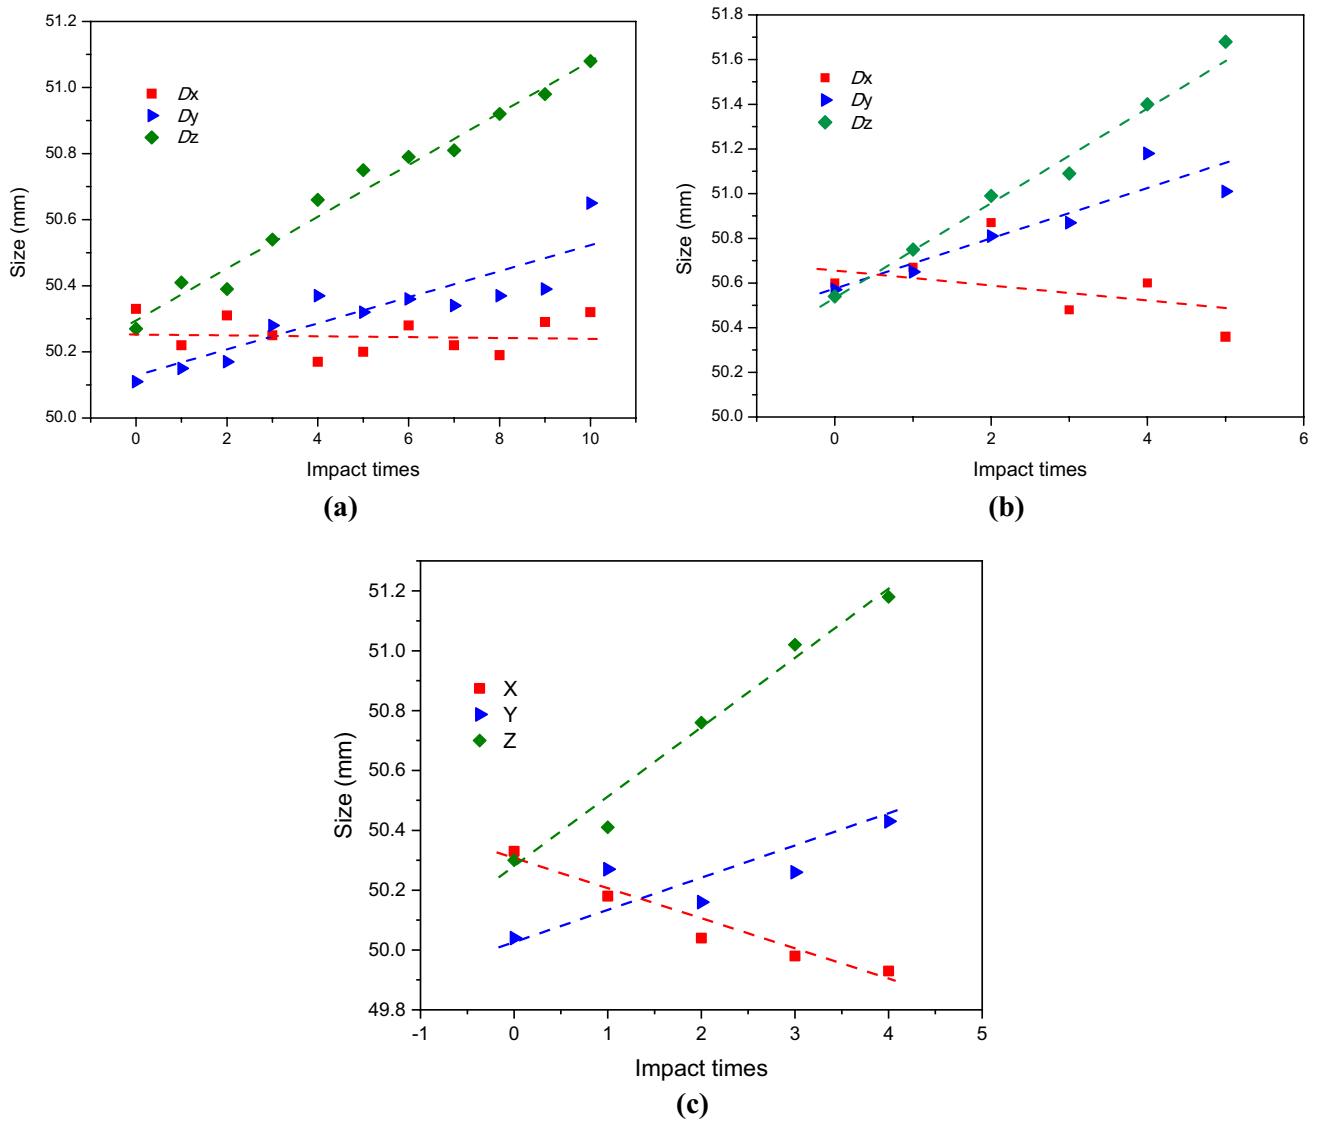 51.2
51.0
50.8
50.6
50.4
50.2
50.0
Size (mm)
Dx
Dy
Dz
0 2 4 6 8 10
Impact times
(a)
51.8
51.6
51.4
51.2
51.0
50.8
50.6
50.4
50.2
50.0
Size (mm)
Dx
Dy
Dz
0 2 4 6
Impact times
(b)
51.2
51.0
50.8
50.6
50.4
50.2
50.0
49.8
Size (mm)
X
Y
Z
-1 0 1 2 3 4 5
Impact times
(c)